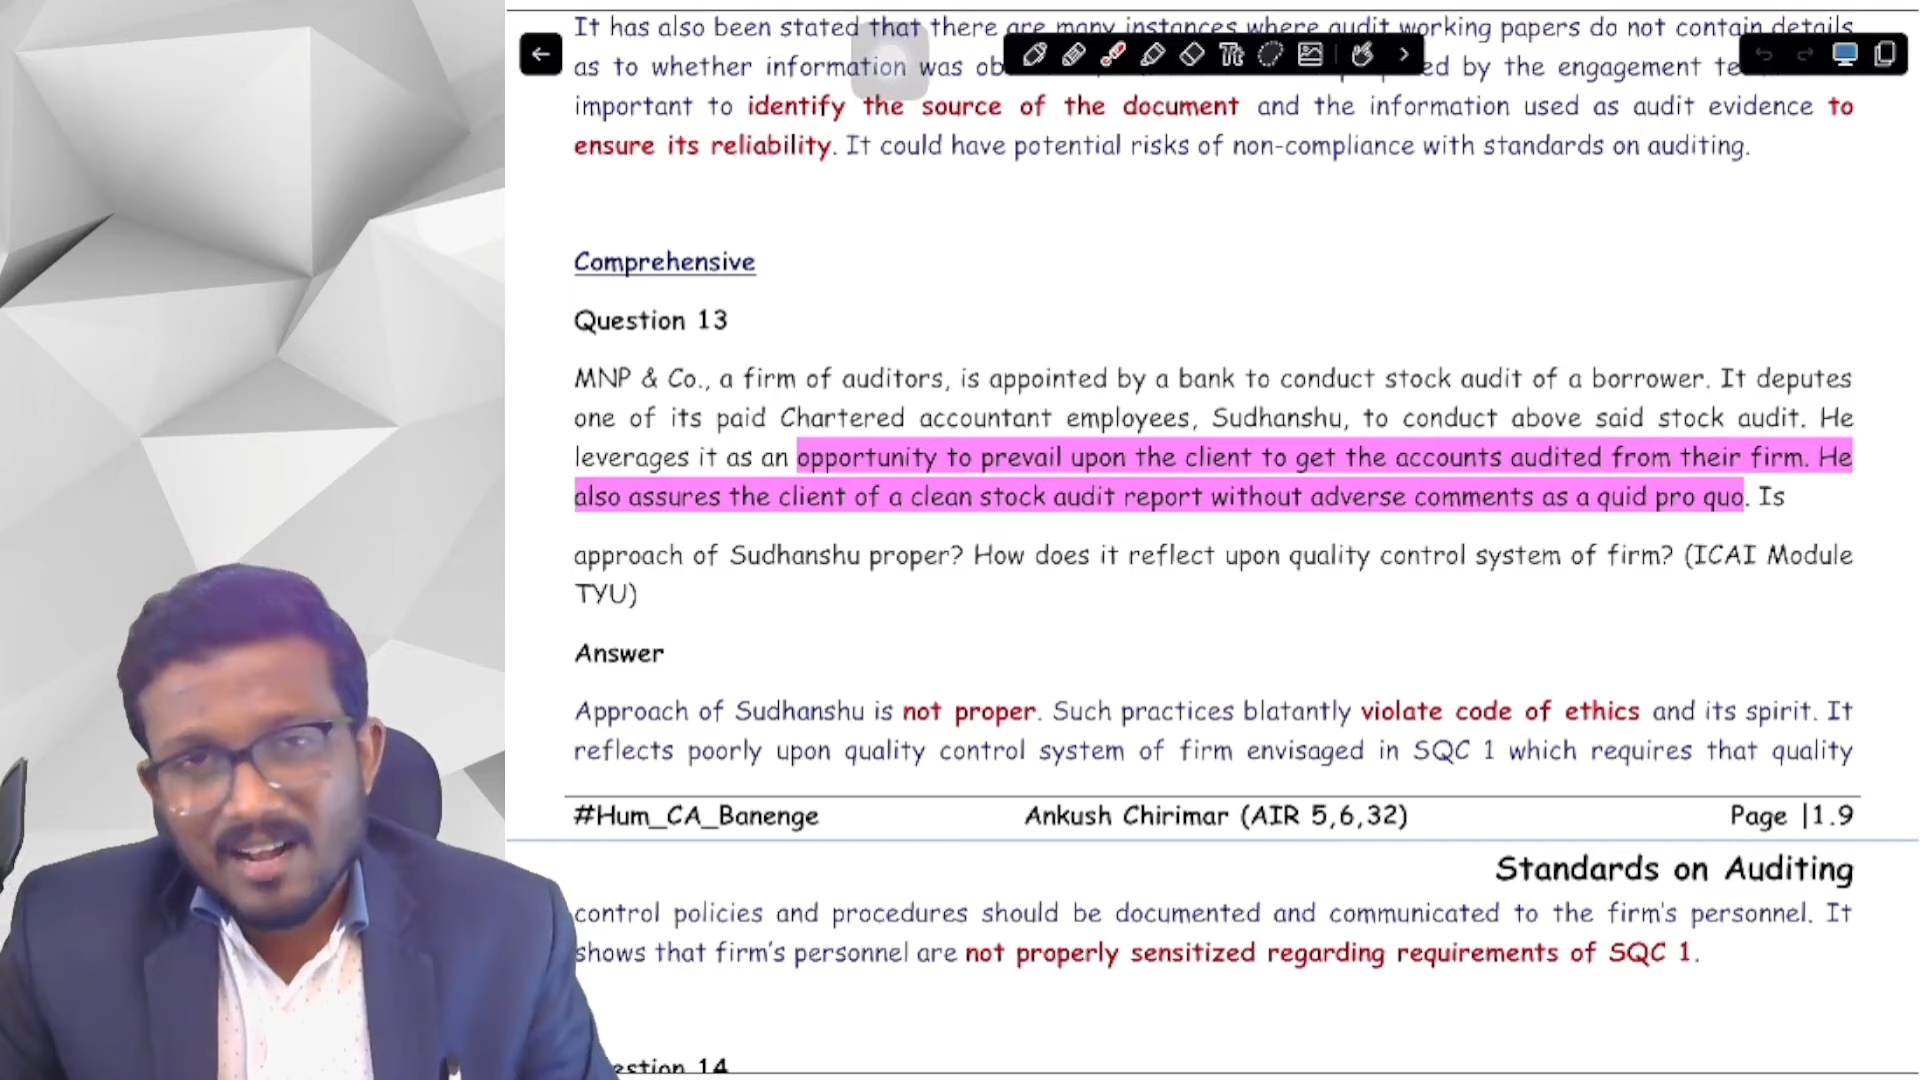 It has also been stated that there are many instances where audit working papers do not contain details
as to whether information was ed by the engagement
important to identify the source of the document and the information used as audit evidence to
ensure its reliability. It could have potential risks of non-compliance with standards on auditing.
Comprehensive
Question 13
MNP & Co., a firm of auditors, is appointed by a bank to conduct stock audit of a borrower. It deputes
one of its paid Chartered accountant employees, Sudhanshu, to conduct above said stock audit. He
leverages it as an opportunity to prevail upon the client to get the accounts audited from their firm. He
also assures the client of a clean stock audit report without adverse comments as a quid pro quo. Is
approach of Sudhanshu proper? How does it reflect upon quality control system of firm? (ICAI Module
TYU)
Answer
Approach of Sudhanshu is not proper. Such practices blatantly violate code of ethics and its spirit. It
reflects poorly upon quality control system of firm envisaged in SQC 1 which requires that quality
#Hum_CA_Banenge Ankush Chirimar (AIR 5,6,32) Page |1.9
Standards on Auditing
control policies and procedures should be documented and communicated to the firm's personnel. It
shows that firm's personnel are not properly sensitized regarding requirements of SQC 1.
estion 14